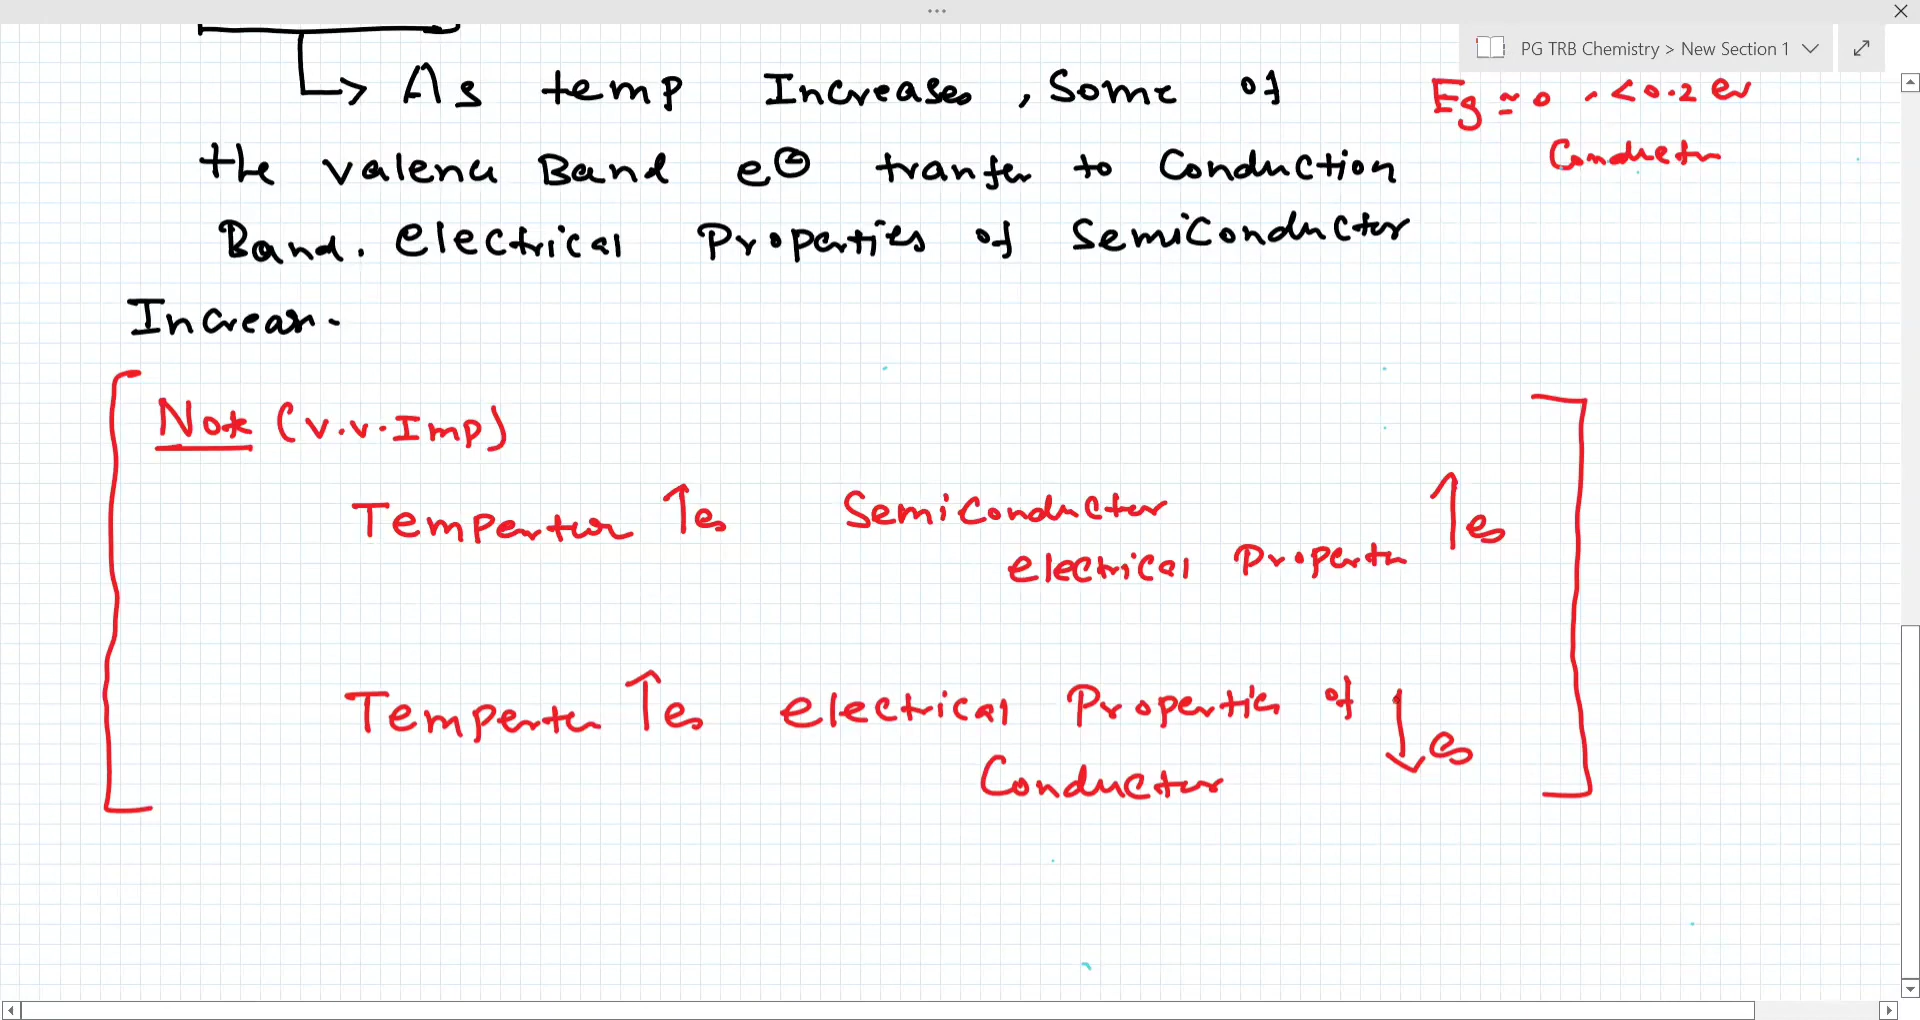 PG TRB Chemistry > New Section 1
As temp Increases, Some of
the valence Band e⊖ tranfer to Conduction
Band. electrical Properties of SemiConductor
Increase.
Eg ≈ 0 . < 0.2 ev
Conductor
Note (V.V.Imp)
Temperture ↑es SemiConductor electrical Properties ↑es
Temperture ↑es electrical Properties of Conductor ↓es